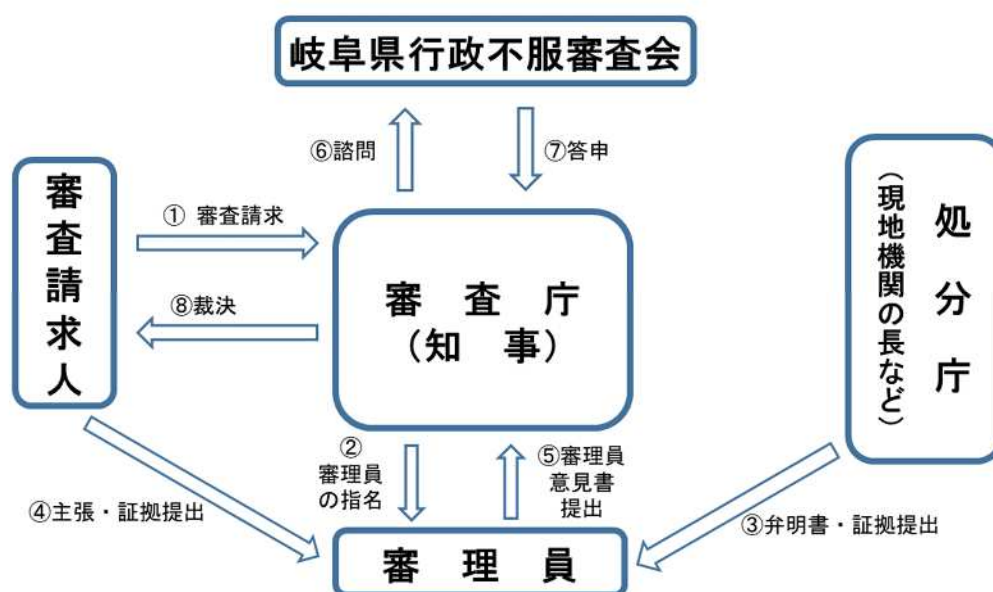 岐阜県行政不服審査会
⑥諮問
⑦答申
審査請求人
① 審査請求
⑧裁決
審 査 庁
（知 事）
処 分 庁
（現地機関の長など）
②
審理員
の指名
⑤審理員
意見書
提出
④主張・証拠提出
③弁明書・証拠提出
審 理 員